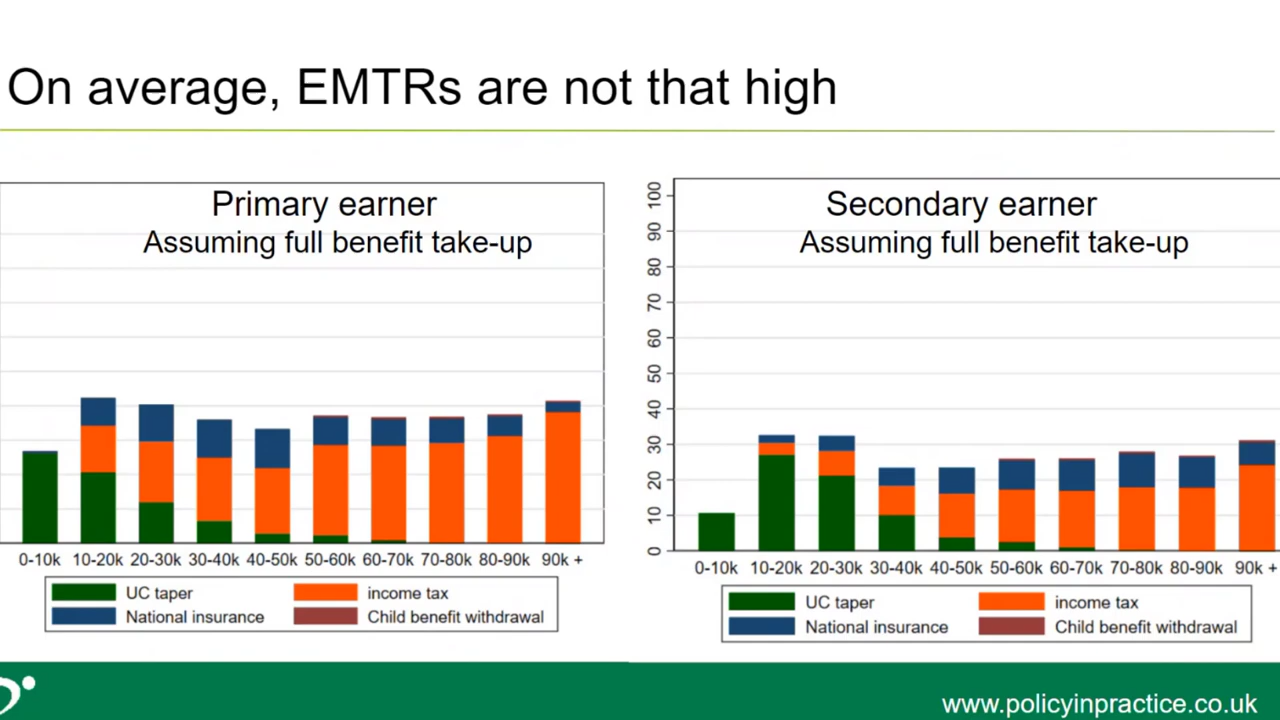 On average, EMTRs are not that high
Primary earner
Assuming full benefit take-up
0-10k 10-20k 20-30k 30-40k 40-50k 50-60k 60-70k 70-80k 80-90k 90k +
UC taper income tax
National insurance Child benefit withdrawal
Secondary earner
Assuming full benefit take-up
100
90
80
70
60
50
40
30
20
10
0
0-10k 10-20k 20-30k 30-40k 40-50k 50-60k 60-70k 70-80k 80-90k 90k +
UC taper income tax
National insurance Child benefit withdrawal
www.policyinpractice.co.uk